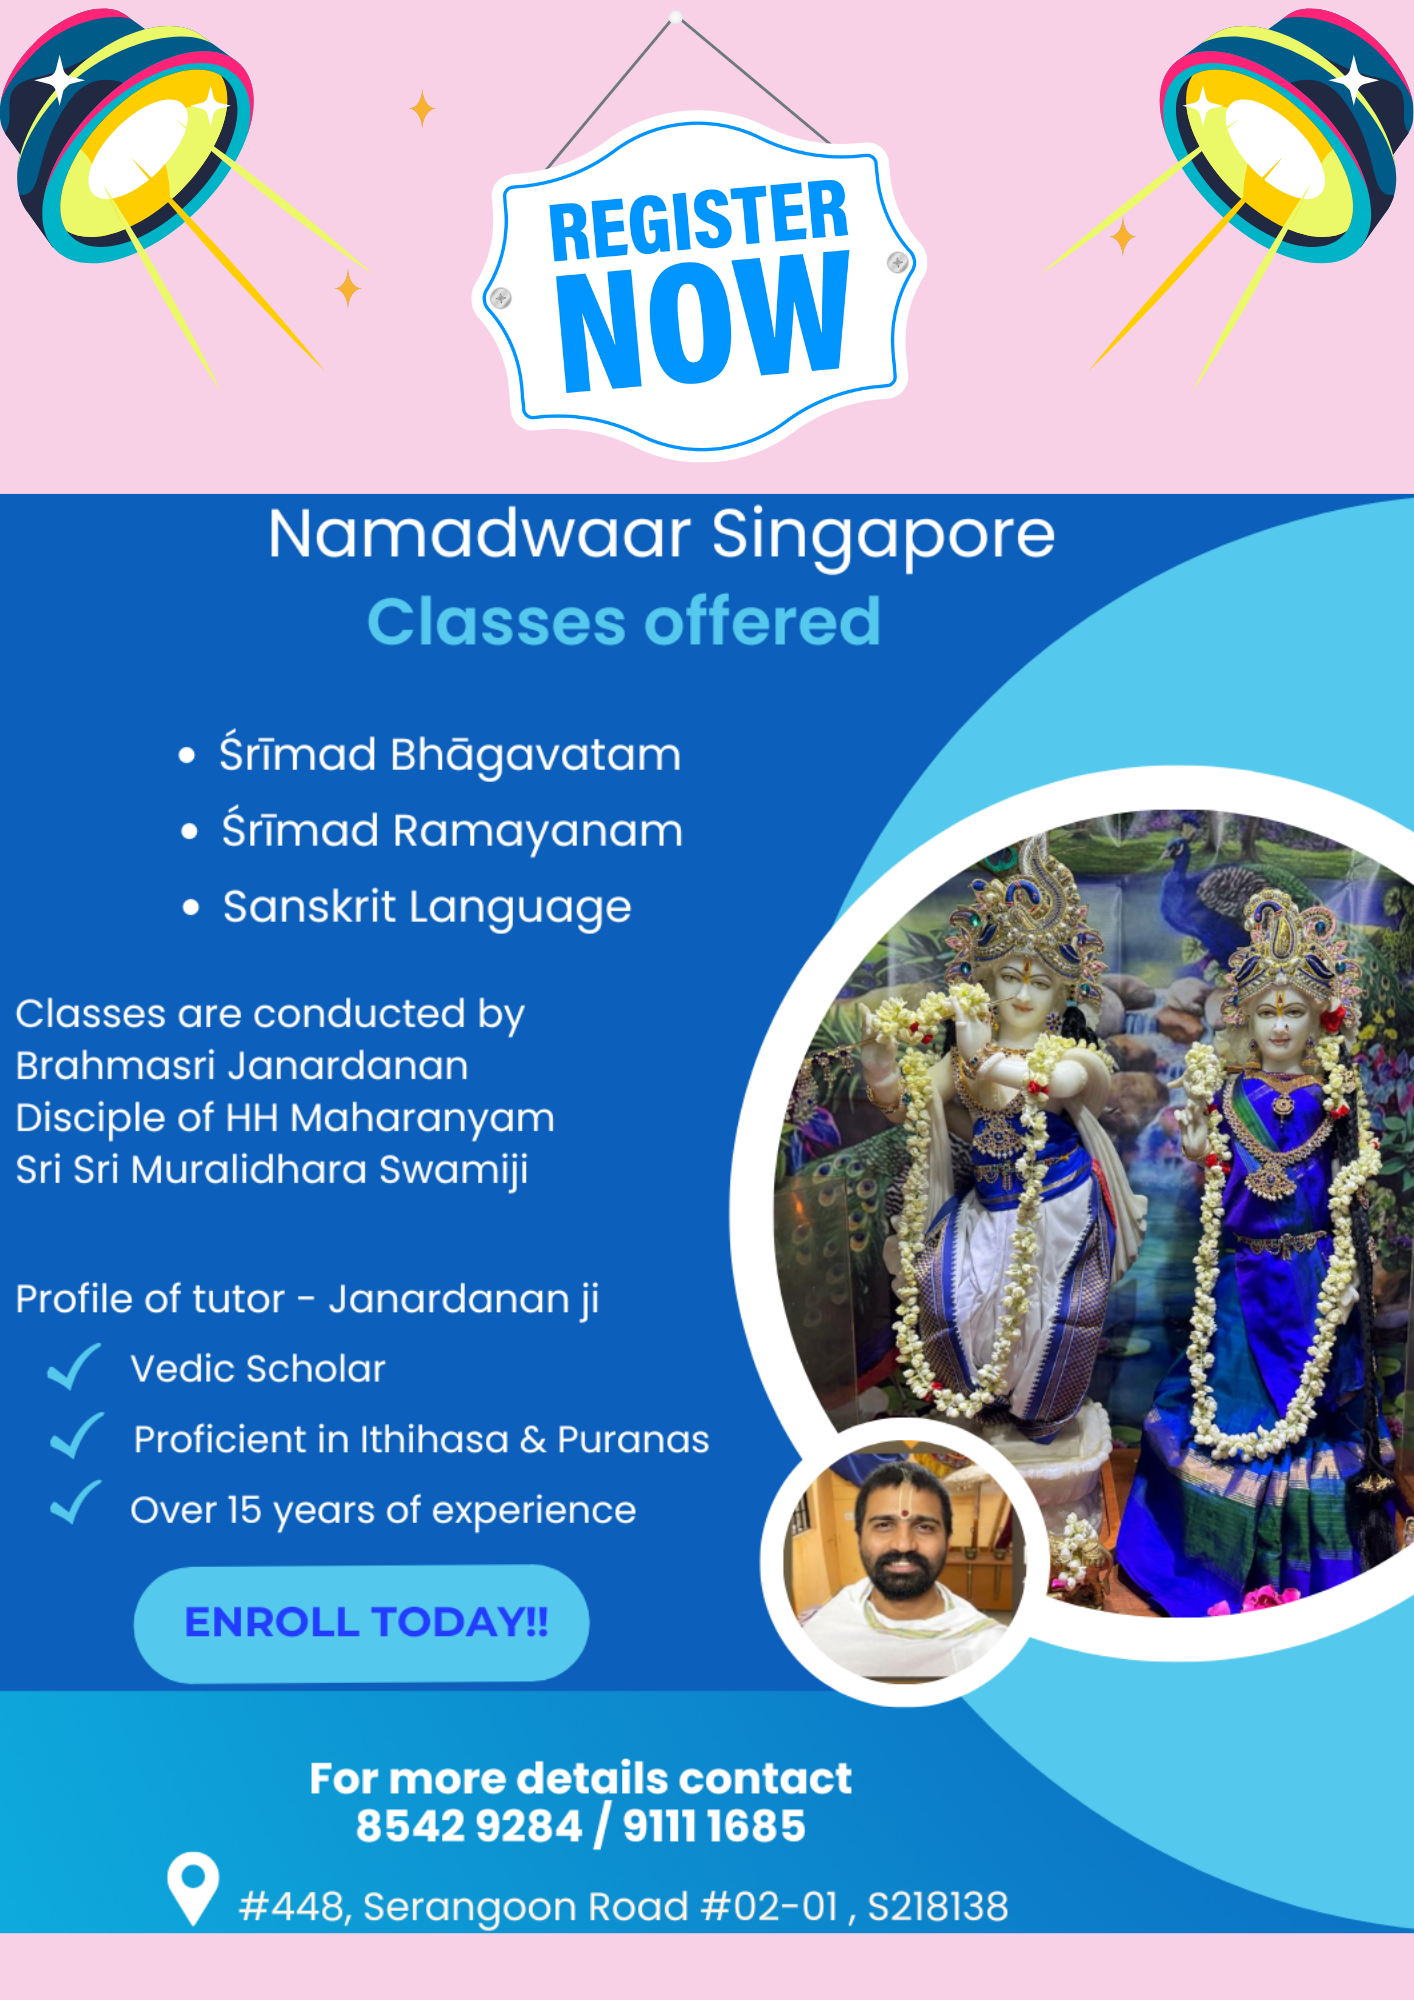 REGISTER
NOW
Namadwaar Singapore
Classes offered
• Śrīmad Bhāgavatam
• Śrīmad Ramayanam
• Sanskrit Language
Classes are conducted by
Brahmasri Janardanan
Disciple of HH Maharanyam
Sri Sri Muralidhara Swamiji
Profile of tutor - Janardanan ji
Vedic Scholar
Proficient in Ithihasa & Puranas
Over 15 years of experience
ENROLL TODAY!!
For more details contact
8542 9284 / 9111 1685
#448, Serangoon Road #02-01 , S218138